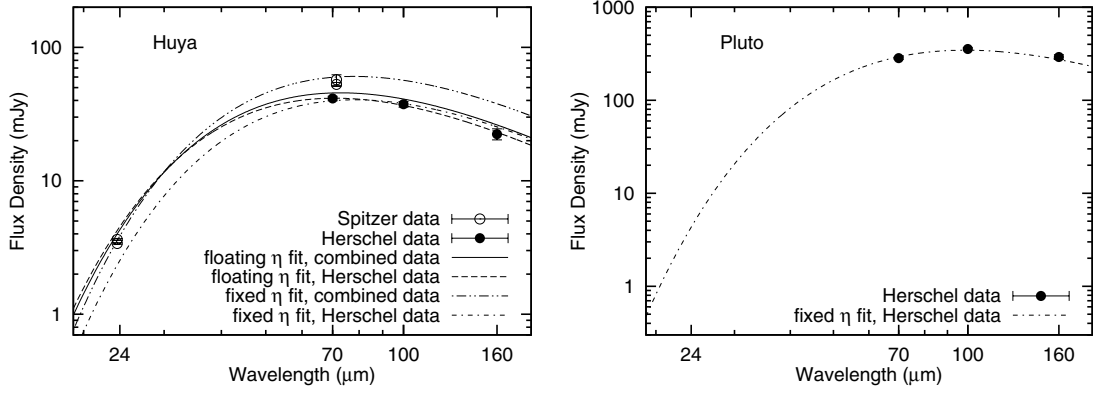 100
10
1
Flux Density (mJy)
Huya
Spitzer data
Herschel data
floating η fit, combined data
floating η fit, Herschel data
fixed η fit, combined data
fixed η fit, Herschel data
24
70
100
160
Wavelength (μm)
1000
100
10
1
Flux Density (mJy)
Pluto
Herschel data
fixed η fit, Herschel data
24
70
100
160
Wavelength (μm)